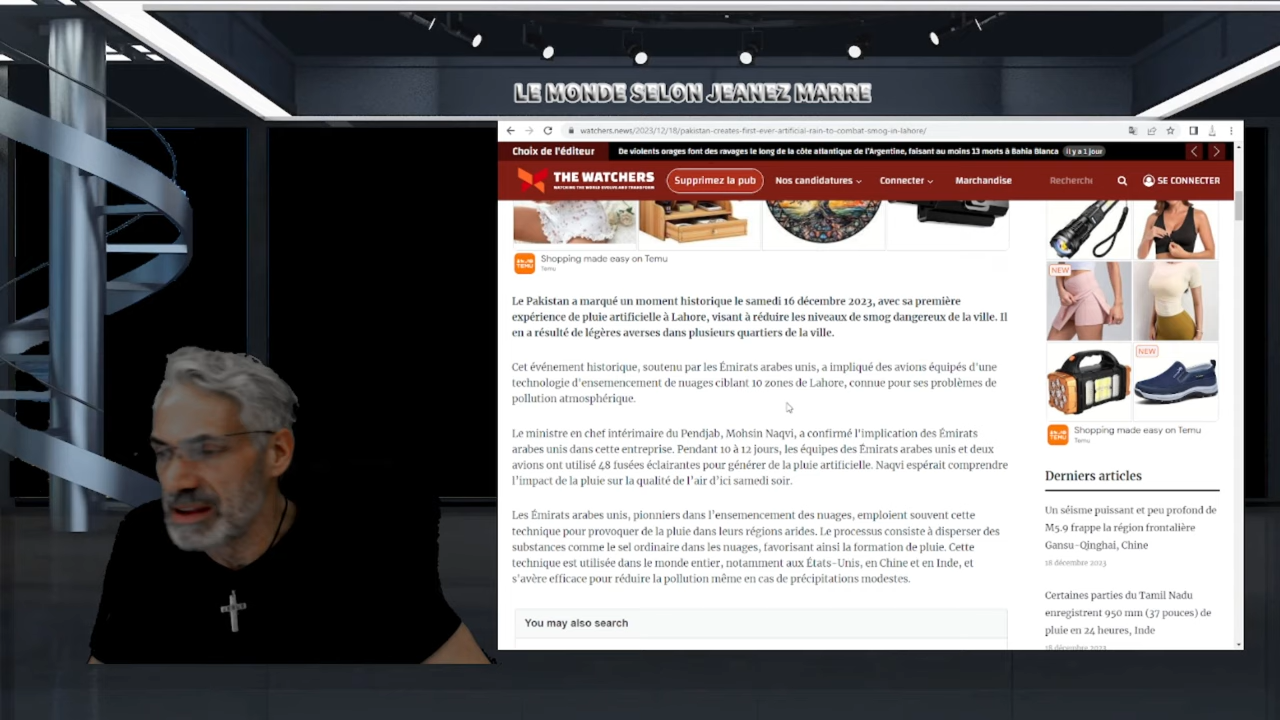 LE MONDE SELON JEANEZ MARRE
watchers.news/2023/12/18/pakistan-creates-first-ever-artificial-rain-to-combat-smog-in-lahore/
Choix de l'éditeur
De violents orages font des ravages le long de la côte atlantique de l'Argentine, faisant au moins 13 morts à Bahia Blanca
il y a 1 jour
THE WATCHERS
WATCHING THE WORLD EVOLVE AND TRANSFORM
Supprimez la pub
Nos candidatures
Connecter
Marchandise
Recherche
SE CONNECTER
TEMU
Shopping made easy on Temu
Temu
Le Pakistan a marqué un moment historique le samedi 16 décembre 2023, avec sa première
expérience de pluie artificielle à Lahore, visant à réduire les niveaux de smog dangereux de la ville. Il
en a résulté de légères averses dans plusieurs quartiers de la ville.
Cet événement historique, soutenu par les Émirats arabes unis, a impliqué des avions équipés d'une
technologie d'ensemencement de nuages ciblant 10 zones de Lahore, connue pour ses problèmes de
pollution atmosphérique.
Le ministre en chef intérimaire du Pendjab, Mohsin Naqvi, a confirmé l'implication des Émirats
arabes unis dans cette entreprise. Pendant 10 à 12 jours, les équipes des Émirats arabes unis et deux
avions ont utilisé 48 fusées éclairantes pour générer de la pluie artificielle. Naqvi espérait comprendre
l'impact de la pluie sur la qualité de l'air d'ici samedi soir.
Les Émirats arabes unis, pionniers dans l'ensemencement des nuages, emploient souvent cette
technique pour provoquer de la pluie dans leurs régions arides. Le processus consiste à disperser des
substances comme le sel ordinaire dans les nuages, favorisant ainsi la formation de pluie. Cette
technique est utilisée dans le monde entier, notamment aux États-Unis, en Chine et en Inde, et
s'avère efficace pour réduire la pollution même en cas de précipitations modestes.
You may also search
NEW
NEW
TEMU
Shopping made easy on Temu
Temu
Derniers articles
Un séisme puissant et peu profond de
M5.9 frappe la région frontalière
Gansu-Qinghai, Chine
18 décembre 2023
Certaines parties du Tamil Nadu
enregistrent 950 mm (37 pouces) de
pluie en 24 heures, Inde
18 décembre 2023